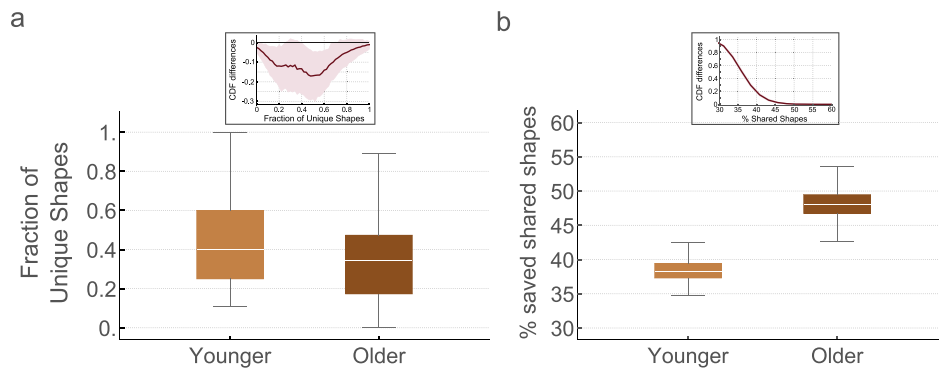 a
CDF differences
0
-0.1
-0.2
-0.3
0
0.2
0.4
0.6
0.8
1
Fraction of Unique Shapes
Fraction of
Unique Shapes
1.
0.8
0.6
0.4
0.2
0.
Younger
Older
b
CDF differences
1
0.8
0.6
0.4
0.2
0
30
35
40
45
50
55
60
% Shared Shapes
% saved shared shapes
60
55
50
45
40
35
30
Younger
Older